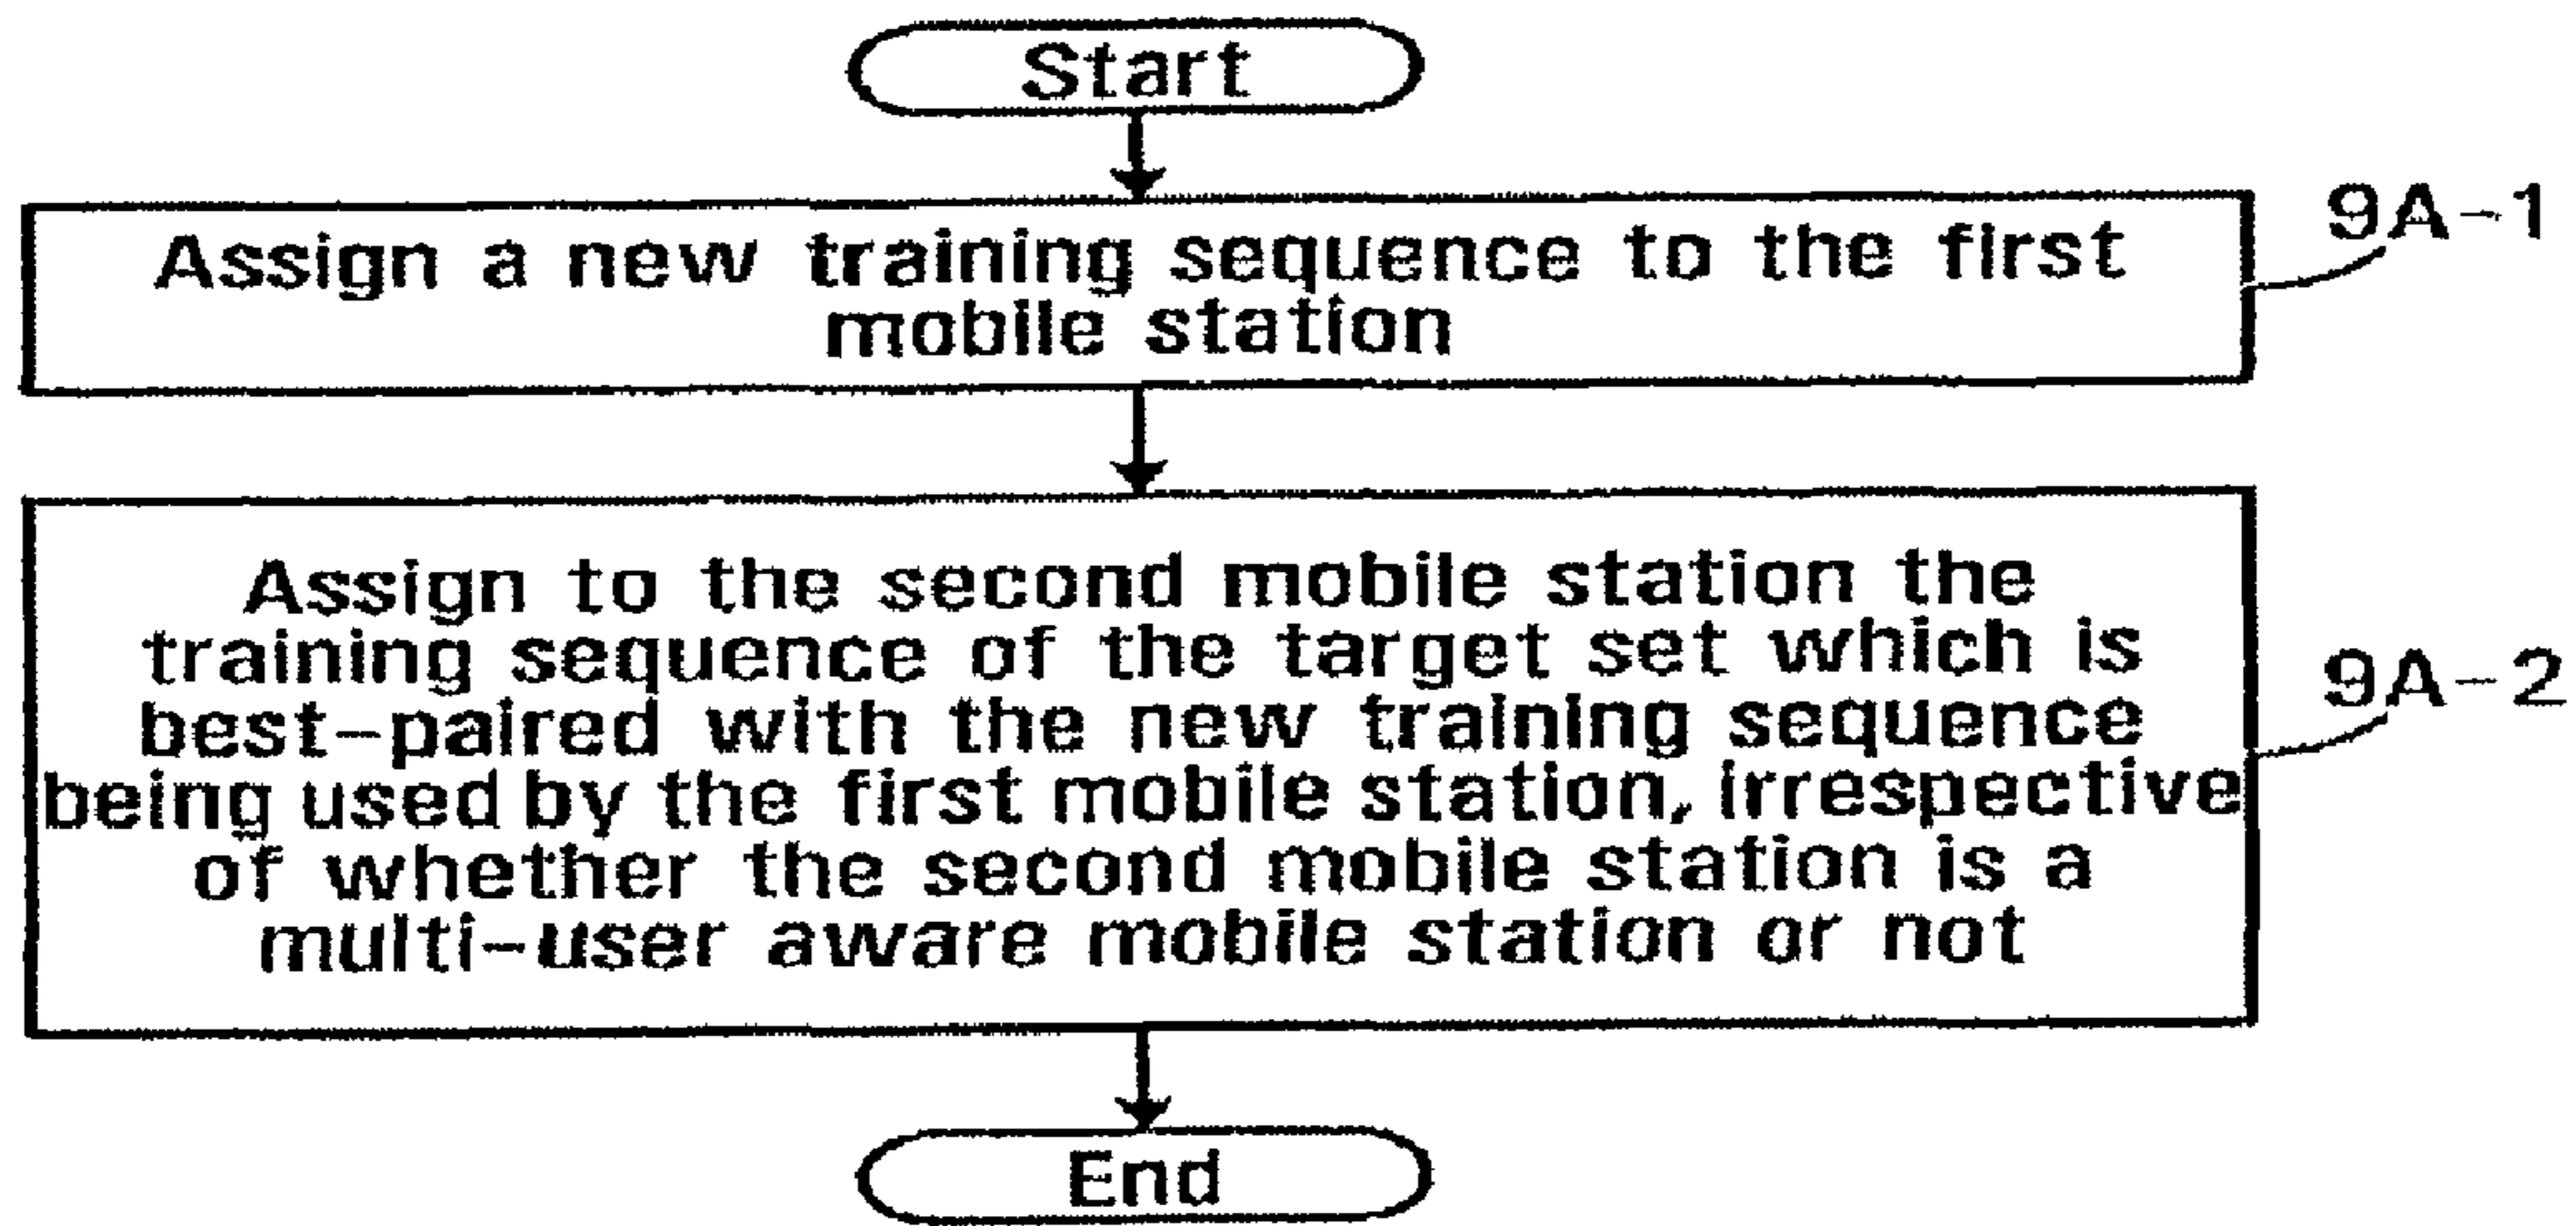 Start
9A-1
Assign a new training sequence to the first
mobile station
Assign to the second mobile station the
training sequence of the target set which is
9A-2
best-paired with the new training sequence
being used by the first mobile station, irrespective
of whether the second mobile station is a
multi-user aware mobile station or not
End